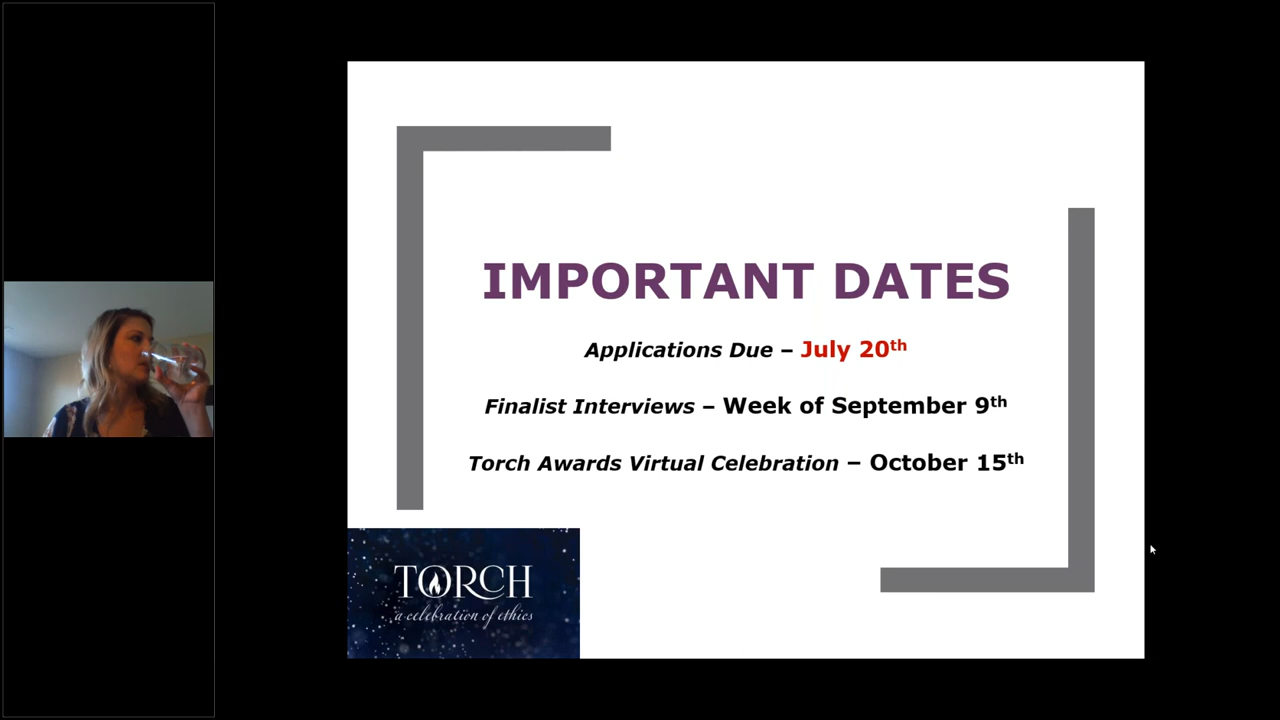 IMPORTANT DATES
Applications Due – July 20th
Finalist Interviews – Week of September 9th
Torch Awards Virtual Celebration – October 15th
TORCH
a celebration of ethics